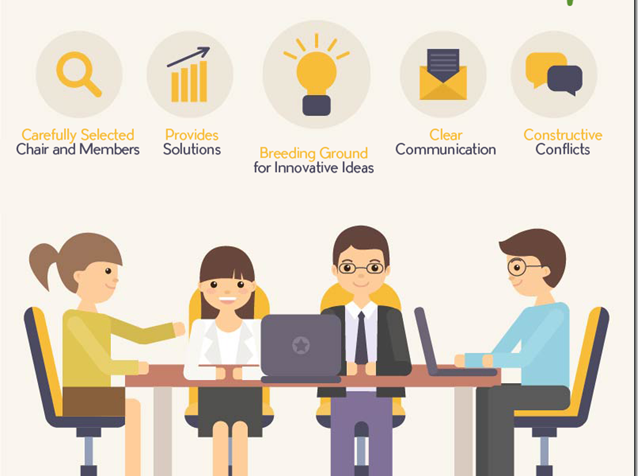 Carefully Selected
Chair and Members
Provides
Solutions
Breeding Ground
for Innovative Ideas
Clear
Communication
Constructive
Conflicts